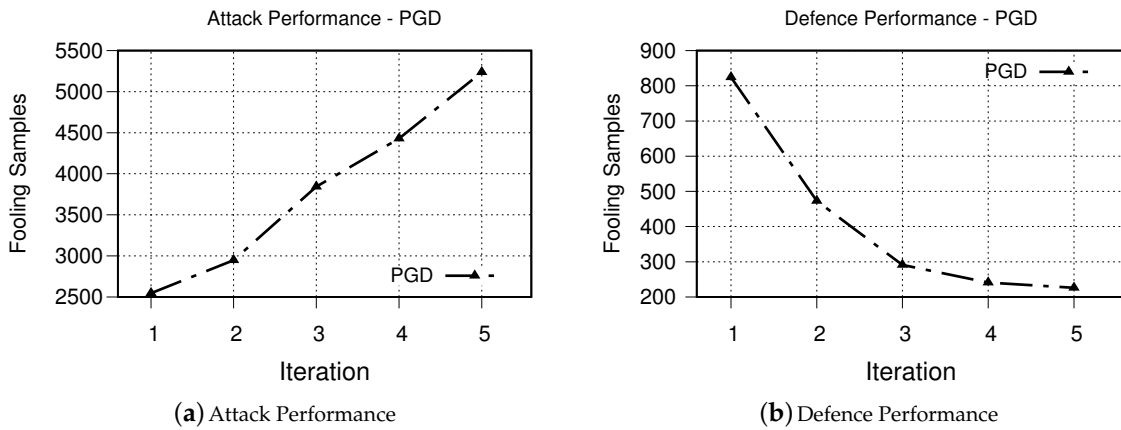 Attack Performance - PGD
5500
5000
4500
4000
3500
3000
2500
Fooling Samples
PGD
1 2 3 4 5
Iteration
(a) Attack Performance
Defence Performance - PGD
900
800
700
600
500
400
300
200
Fooling Samples
PGD
1 2 3 4 5
Iteration
(b) Defence Performance